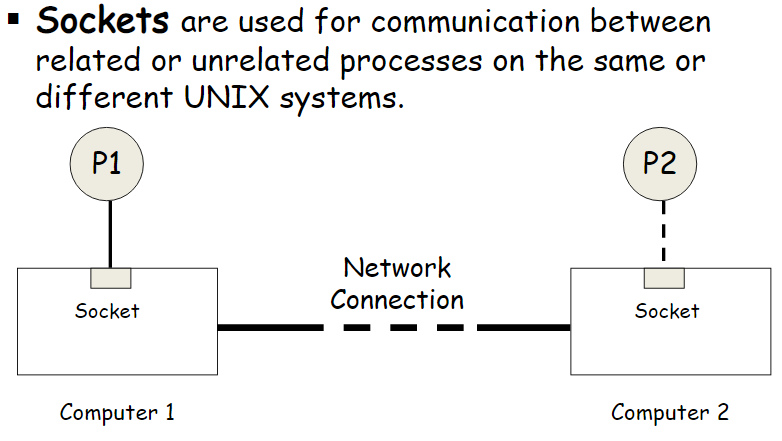 ▪ Sockets are used for communication between
related or unrelated processes on the same or
different UNIX systems.
P1
P2
Network
Connection
Socket
Socket
Computer 1
Computer 2